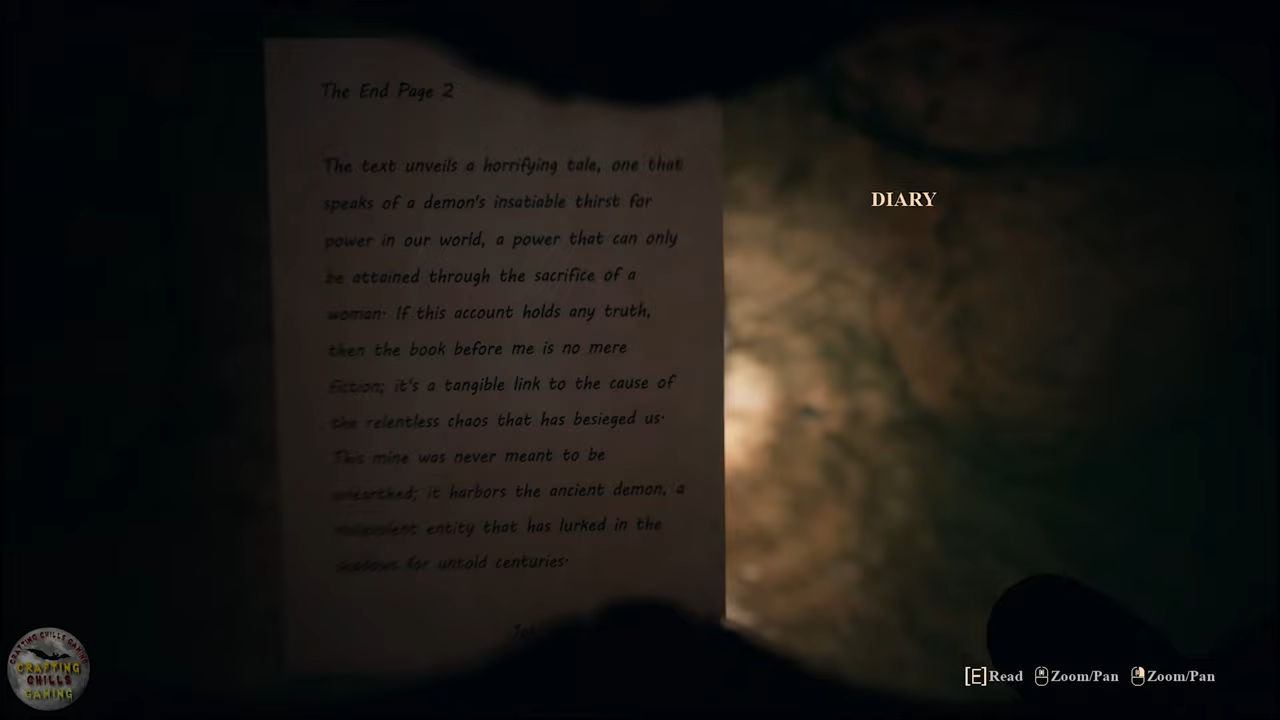 The End Page 2
The text unveils a horrifying tale, one that
speaks of a demon's insatiable thirst for
power in our world, a power that can only
be attained through the sacrifice of a
woman. If this account holds any truth,
then the book before me is no mere
fiction; it's a tangible link to the cause of
the relentless chaos that has besieged us.
This mine was never meant to be
unearthed; it harbors the ancient demon, a
malevolent entity that has lurked in the
shadows for untold centuries.
DIARY
[E]Read Zoom/Pan Zoom/Pan
CRAFTING CHILLS GAMING
CRAFTING
CHILLS
GAMING